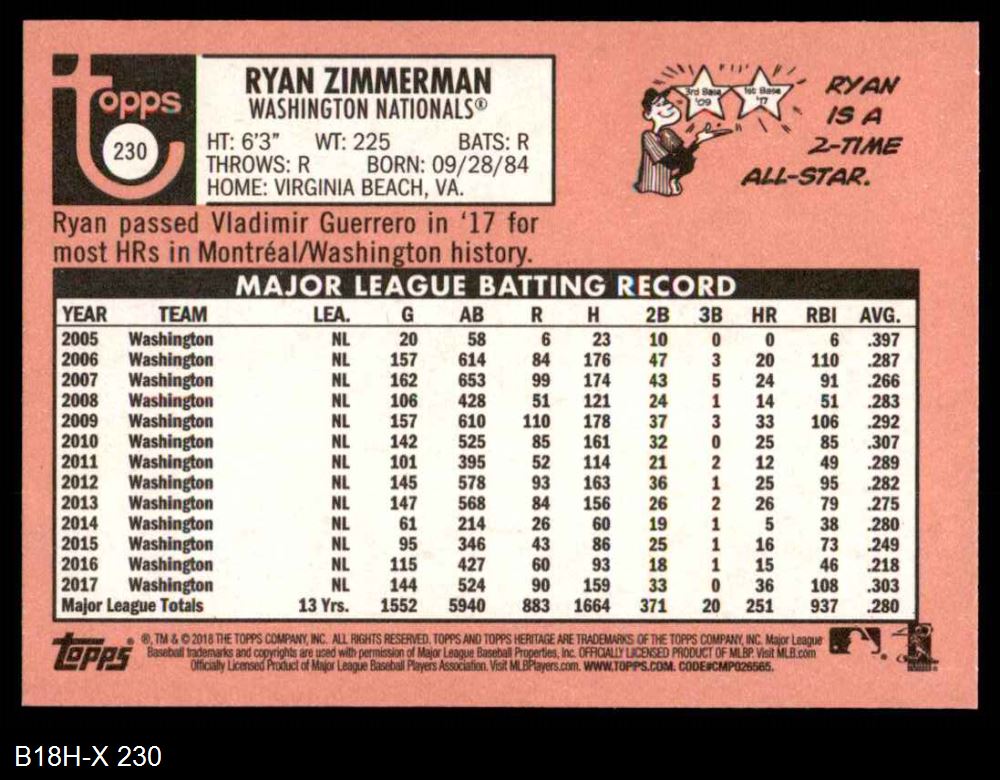 Topps
230
RYAN ZIMMERMAN
WASHINGTON NATIONALS®
HT: 6'3" WT: 225 BATS: R
THROWS: R BORN: 09/28/84
HOME: VIRGINIA BEACH, VA.
3rd Base '09
1st Base '17
RYAN
IS A
2-TIME
ALL-STAR.
Ryan passed Vladimir Guerrero in '17 for
most HRs in Montréal/Washington history.
MAJOR LEAGUE BATTING RECORD
YEAR TEAM LEA. G AB R H 2B 3B HR RBI AVG.
2005 Washington NL 20 58 6 23 10 0 0 6 .397
2006 Washington NL 157 614 84 176 47 3 20 110 .287
2007 Washington NL 162 653 99 174 43 5 24 91 .266
2008 Washington NL 106 428 51 121 24 1 14 51 .283
2009 Washington NL 157 610 110 178 37 3 33 106 .292
2010 Washington NL 142 525 85 161 32 0 25 85 .307
2011 Washington NL 101 395 52 114 21 2 12 49 .289
2012 Washington NL 145 578 93 163 36 1 25 95 .282
2013 Washington NL 147 568 84 156 26 2 26 79 .275
2014 Washington NL 61 214 26 60 19 1 5 38 .280
2015 Washington NL 95 346 43 86 25 1 16 73 .249
2016 Washington NL 115 427 60 93 18 1 15 46 .218
2017 Washington NL 144 524 90 159 33 0 36 108 .303
Major League Totals 13 Yrs. 1552 5940 883 1664 371 20 251 937 .280
Topps®
®, TM & © 2018 THE TOPPS COMPANY, INC. ALL RIGHTS RESERVED. TOPPS AND TOPPS HERITAGE ARE TRADEMARKS OF THE TOPPS COMPANY, INC. Major League
Baseball trademarks and copyrights are used with permission of Major League Baseball Properties, Inc. OFFICIALLY LICENSED PRODUCT OF MLBP. Visit MLB.com
Officially Licensed Product of Major League Baseball Players Association. Visit MLBPlayers.com. WWW.TOPPS.COM. CODE#CMP026565.
B18H-X 230